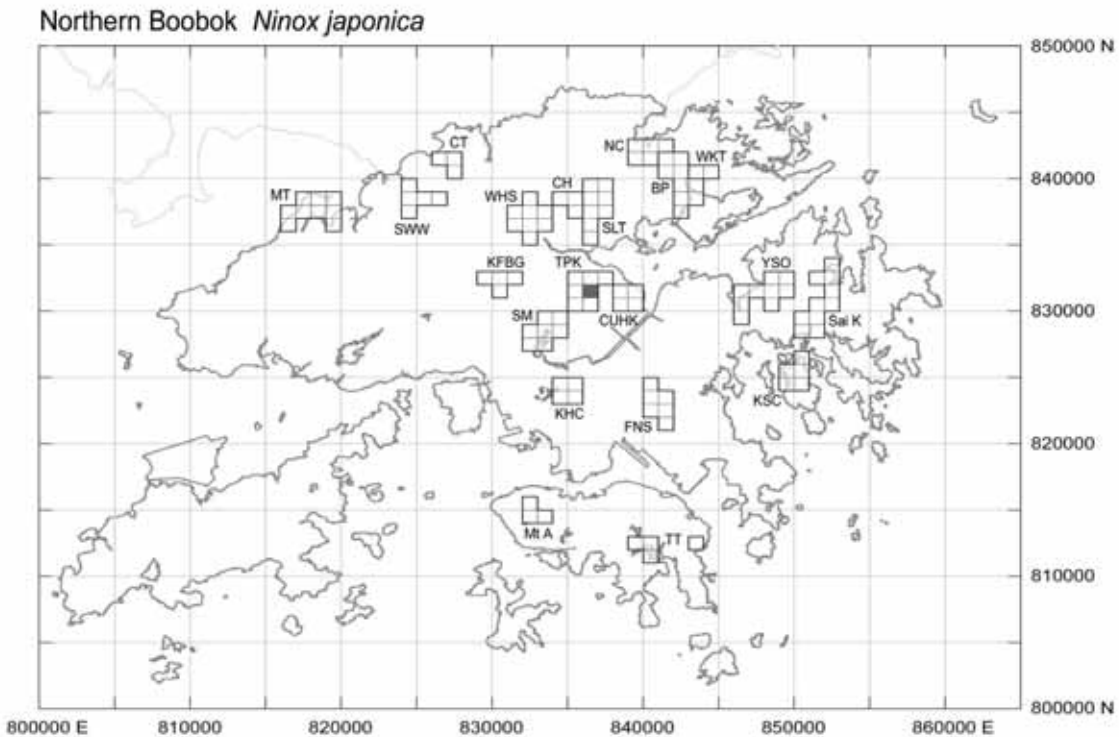 Northern Boobok Ninox japonica
850000 N
CT
NC
WKT
MT
WHS
CH
BP
840000
SWW
SLT
KFBG
TPK
YSO
SM
CUHK
830000
Sai K
KHC
FNS
KSC
820000
Mt A
TT
810000
800000 N
800000 E
810000
820000
830000
840000
850000
860000 E